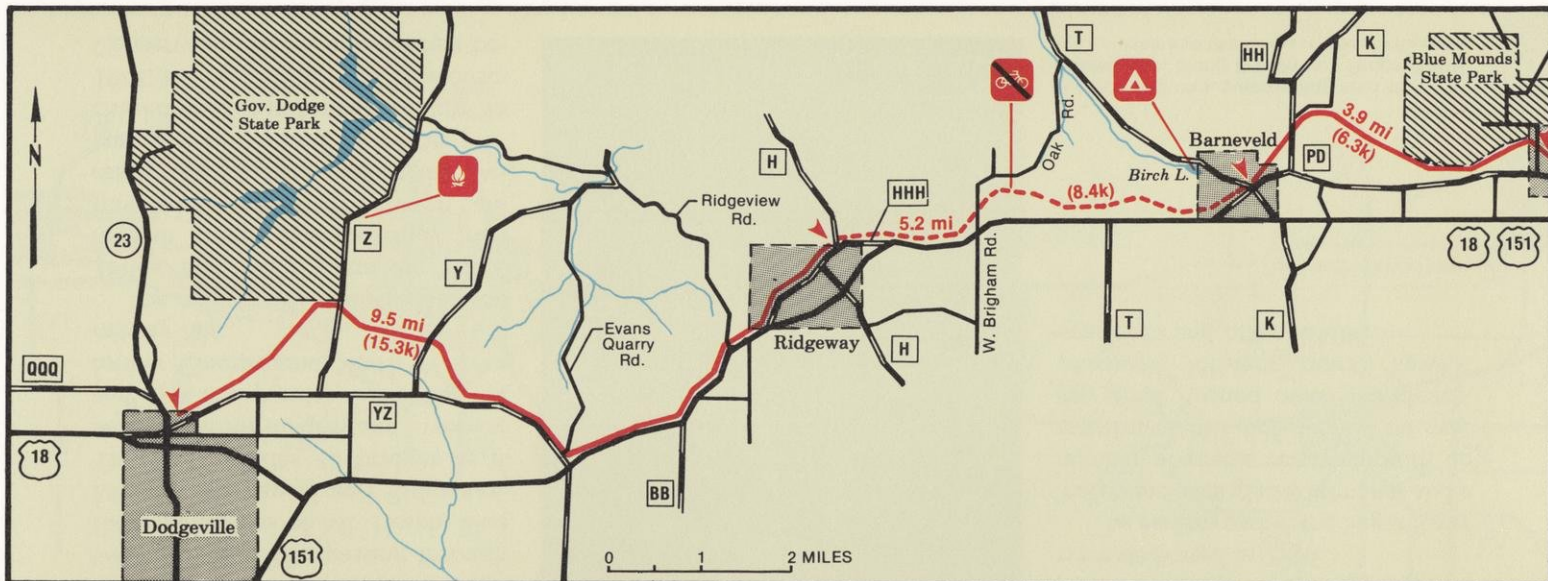 Gov. Dodge
State Park
N
23
Z
Y
9.5 mi
(15.3k)
QQQ
YZ
18
Dodgeville
151
Evans
Quarry
Rd.
Ridgeview
Rd.
BB
H
HHH
5.2 mi
Ridgeway
H
W. Brigham Rd.
Oak Rd.
T
(8.4k)
Birch L.
Barneveld
HH
K
Blue Mounds
State Park
3.9 mi
(6.3k)
PD
18
151
T
K
0 1 2 MILES